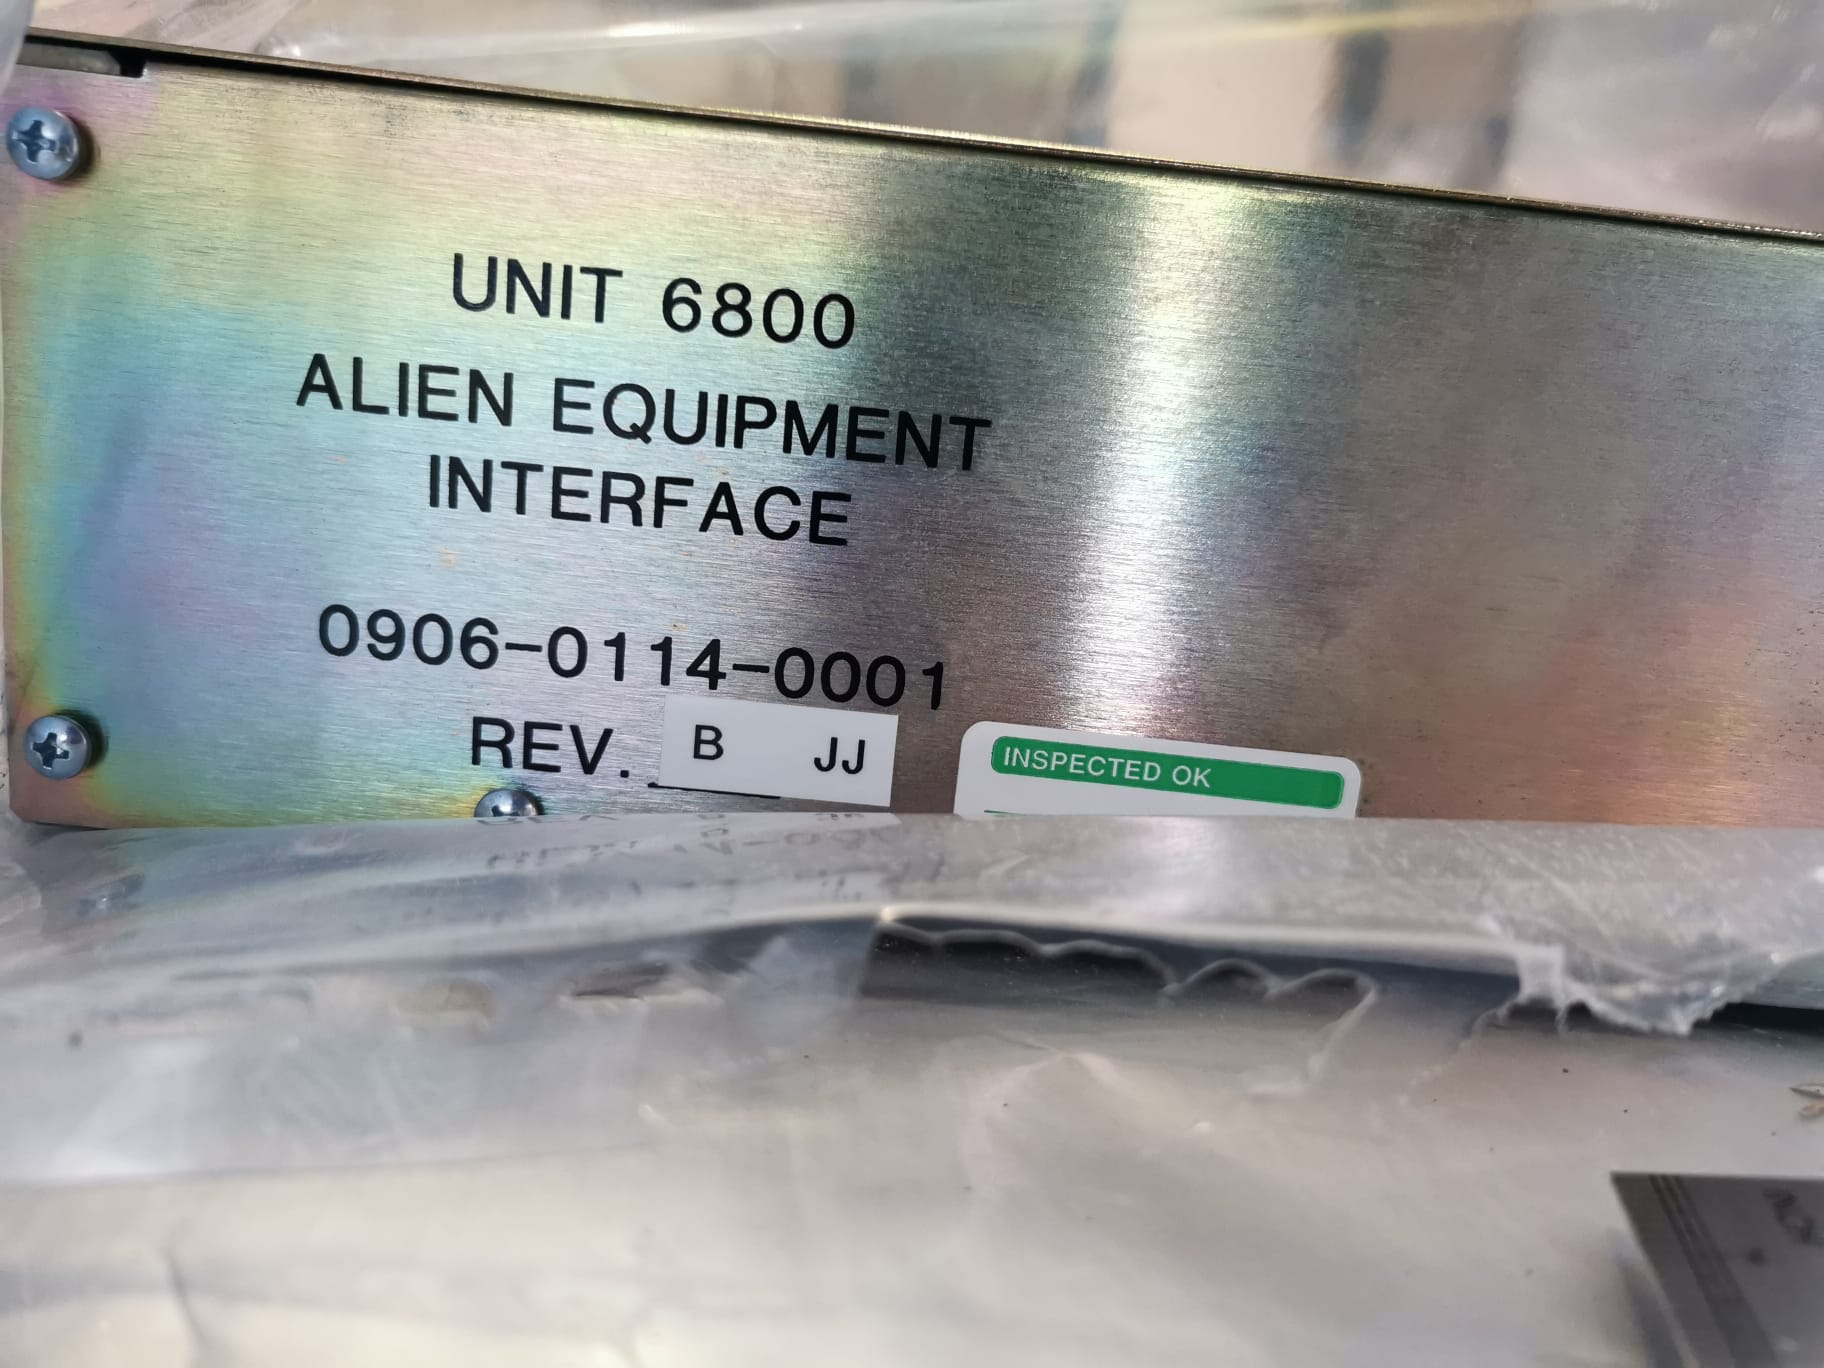 UNIT 6800
ALIEN EQUIPMENT
INTERFACE
0906-0114-0001
REV. B JJ
INSPECTED OK